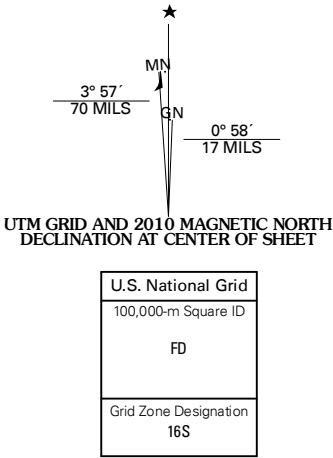 ★
MN
3° 57´
70 MILS
GN
0° 58´
17 MILS
UTM GRID AND 2010 MAGNETIC NORTH
DECLINATION AT CENTER OF SHEET
U.S. National Grid
100,000-m Square ID
FD
Grid Zone Designation
16S